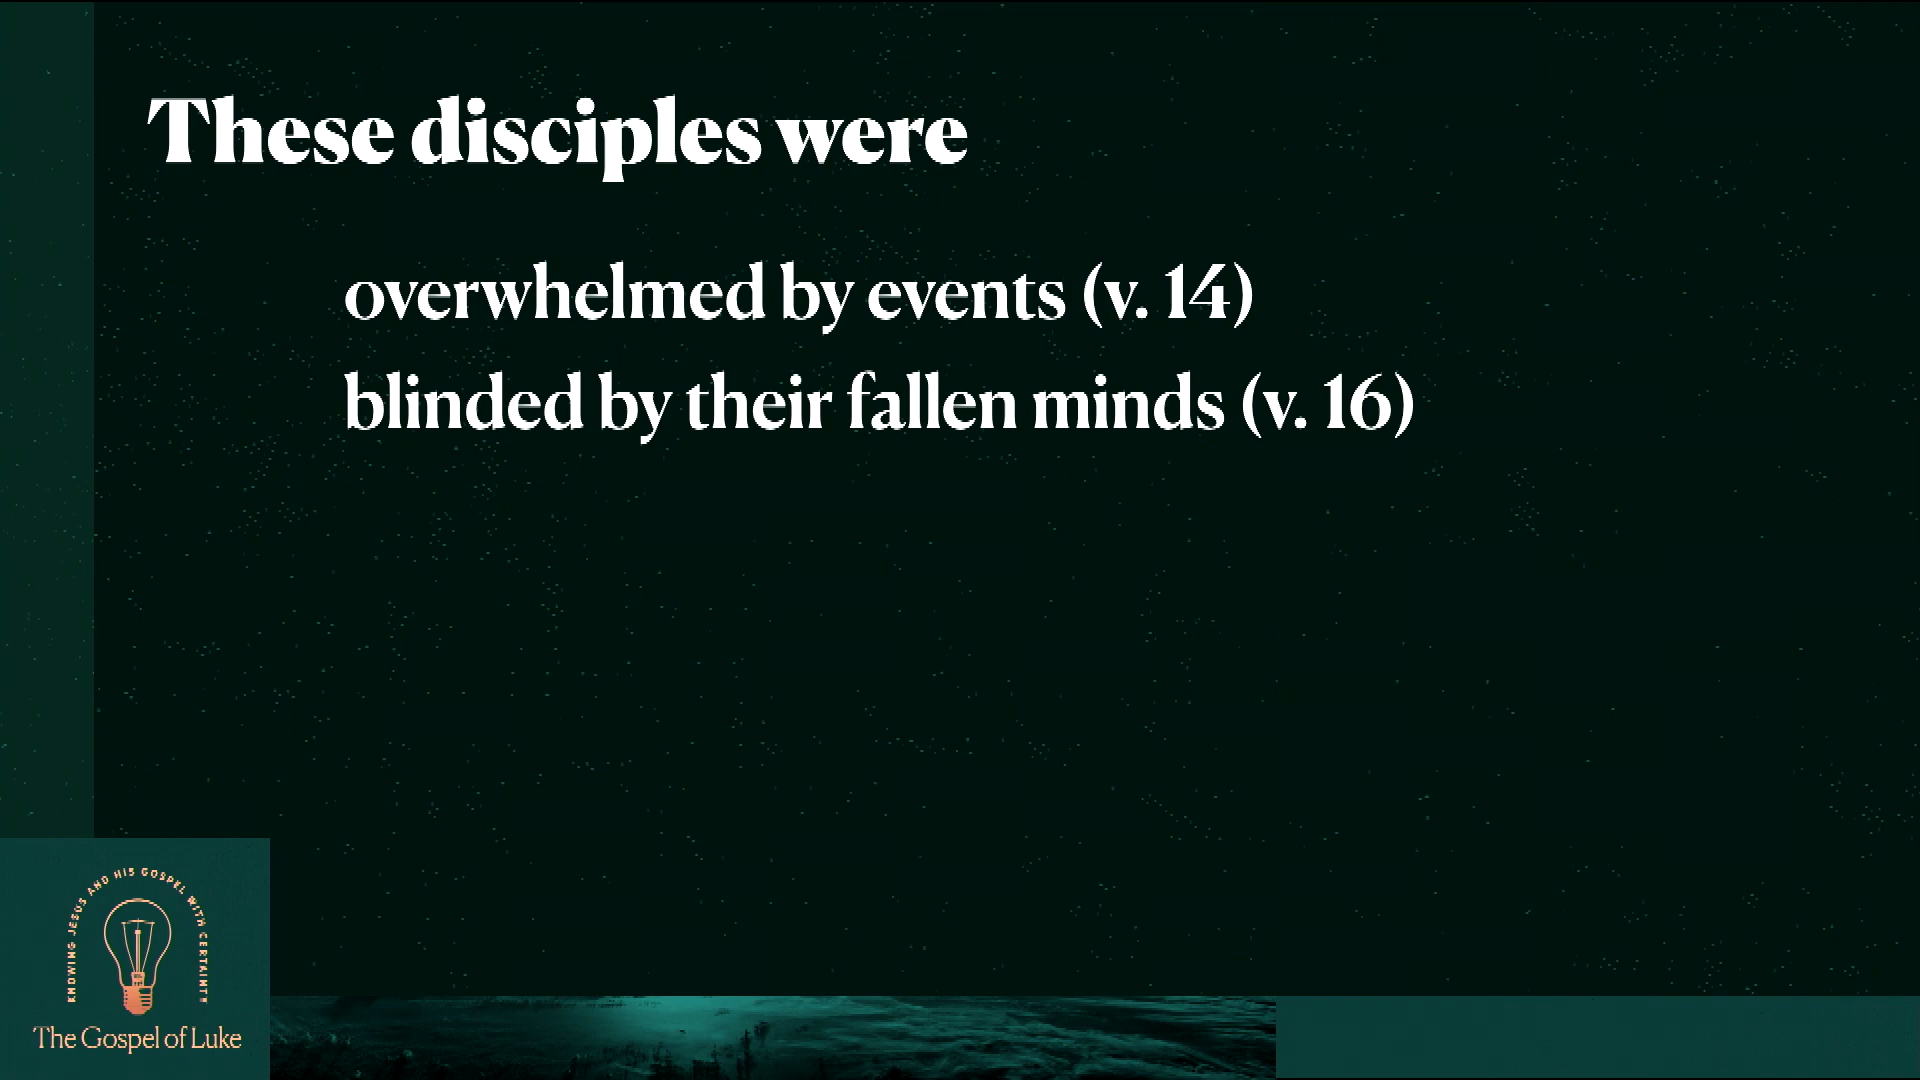 These disciples were
overwhelmed by events (v. 14)
blinded by their fallen minds (v. 16)
KNOWING JESUS AND HIS GOSPEL WITH CERTAINTY
The Gospel of Luke